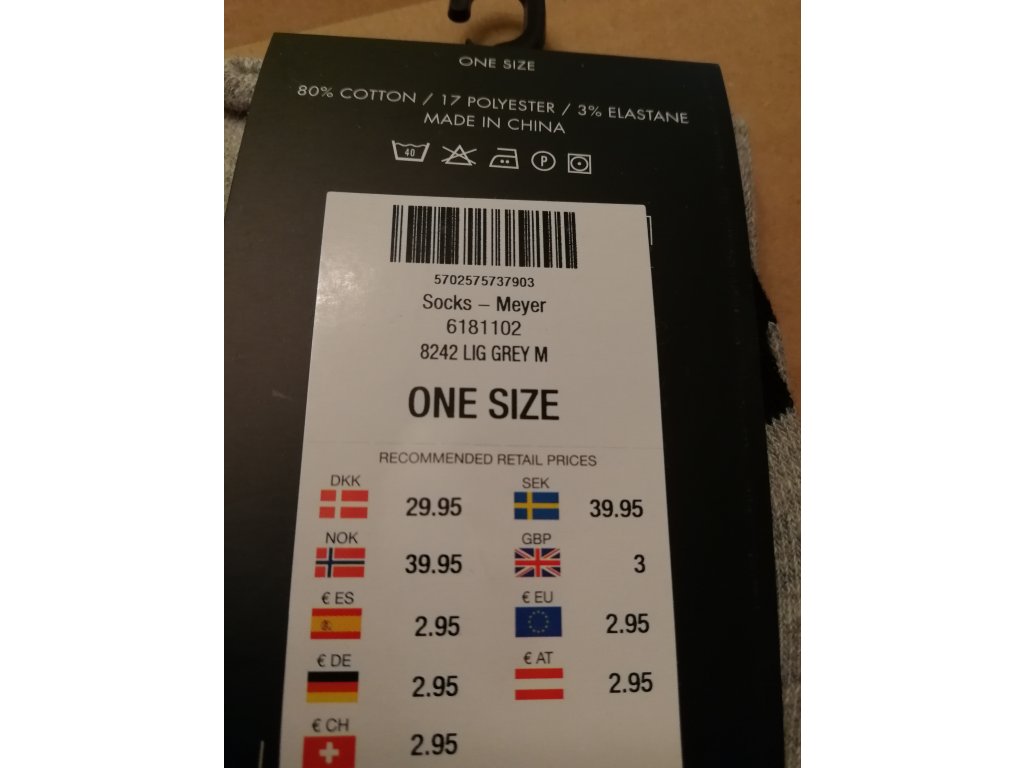 ONE SIZE
80% COTTON / 17 POLYESTER / 3% ELASTANE
MADE IN CHINA
40 P
5702575737903
Socks – Meyer
6181102
8242 LIG GREY M
ONE SIZE
RECOMMENDED RETAIL PRICES
DKK 29.95 SEK 39.95
NOK 39.95 GBP 3
€ ES 2.95 € EU 2.95
€ DE 2.95 € AT 2.95
€ CH 2.95